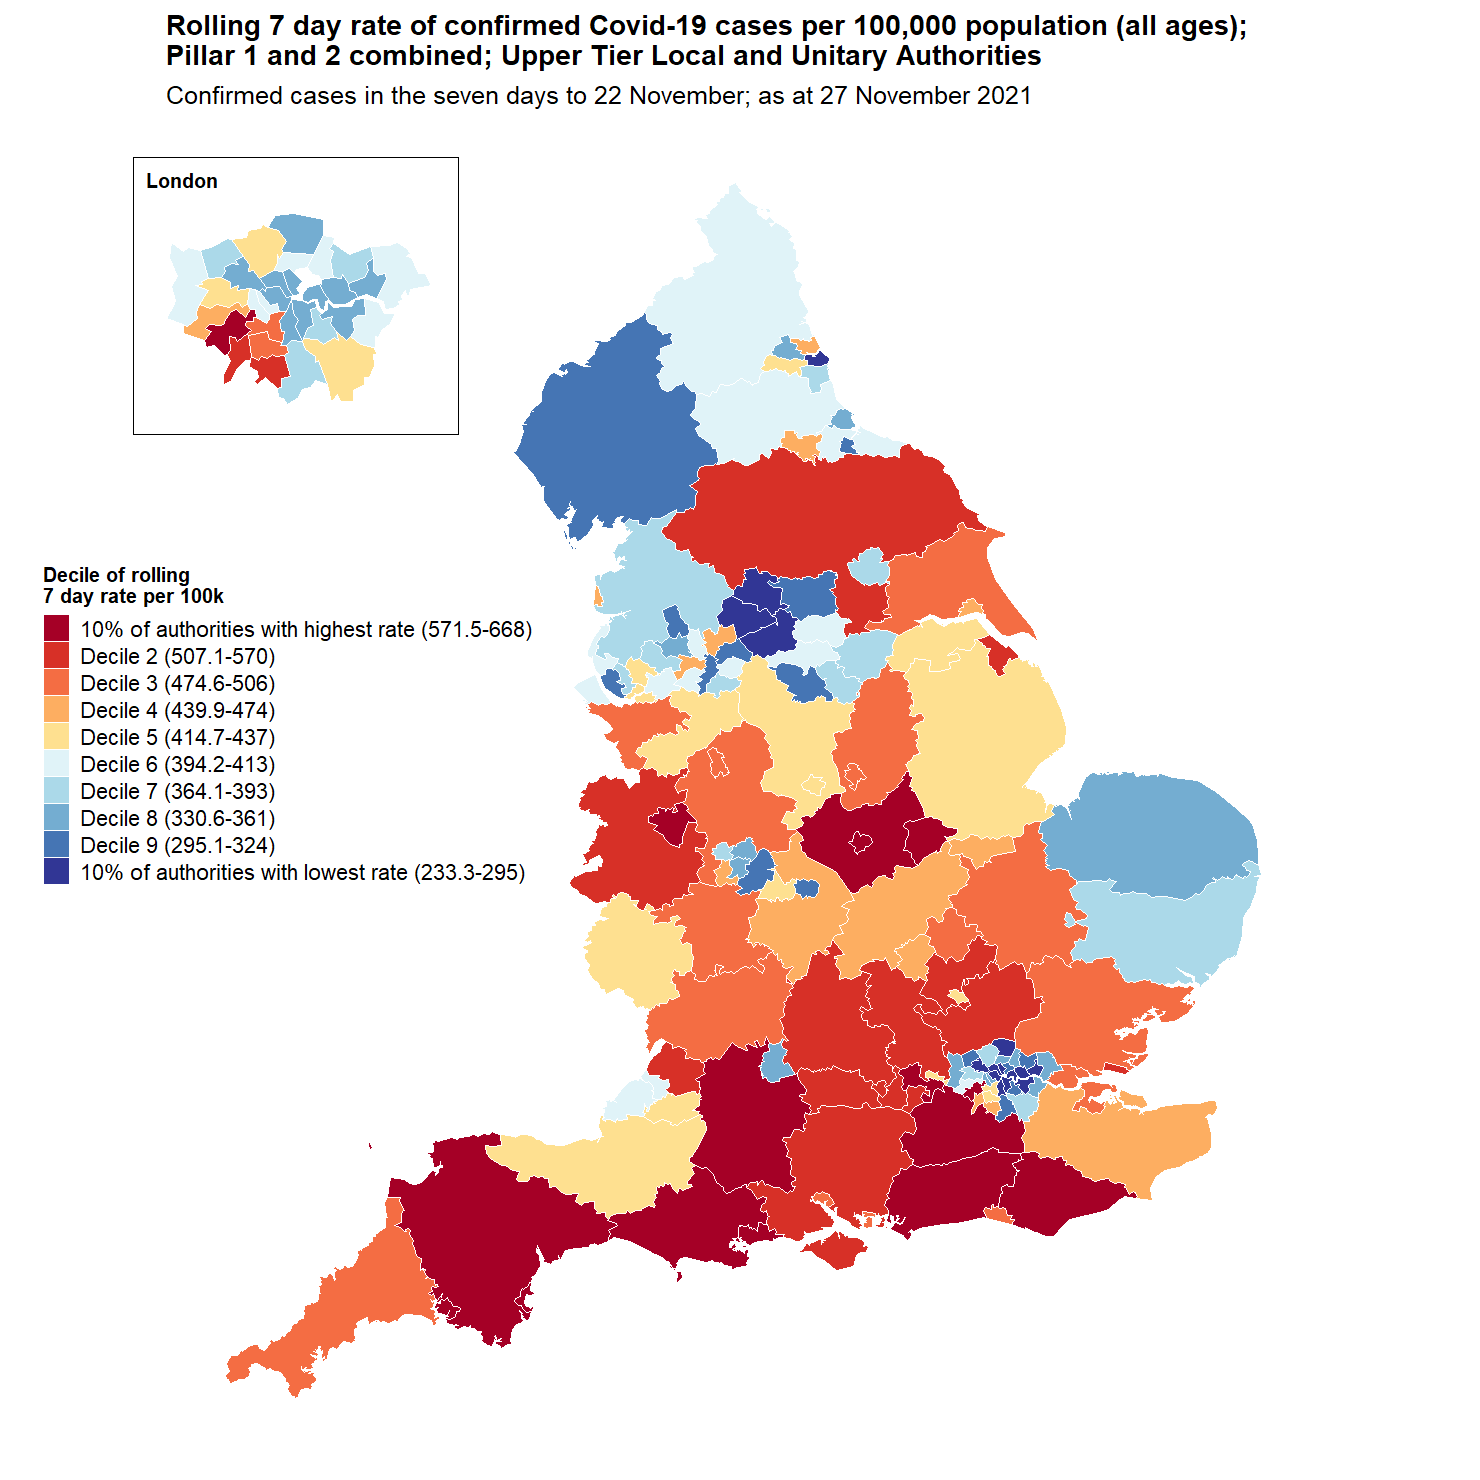 Rolling 7 day rate of confirmed Covid-19 cases per 100,000 population (all ages);
Pillar 1 and 2 combined; Upper Tier Local and Unitary Authorities
Confirmed cases in the seven days to 22 November; as at 27 November 2021
London
Decile of rolling
7 day rate per 100k
10% of authorities with highest rate (571.5-668)
Decile 2 (507.1-570)
Decile 3 (474.6-506)
Decile 4 (439.9-474)
Decile 5 (414.7-437)
Decile 6 (394.2-413)
Decile 7 (364.1-393)
Decile 8 (330.6-361)
Decile 9 (295.1-324)
10% of authorities with lowest rate (233.3-295)